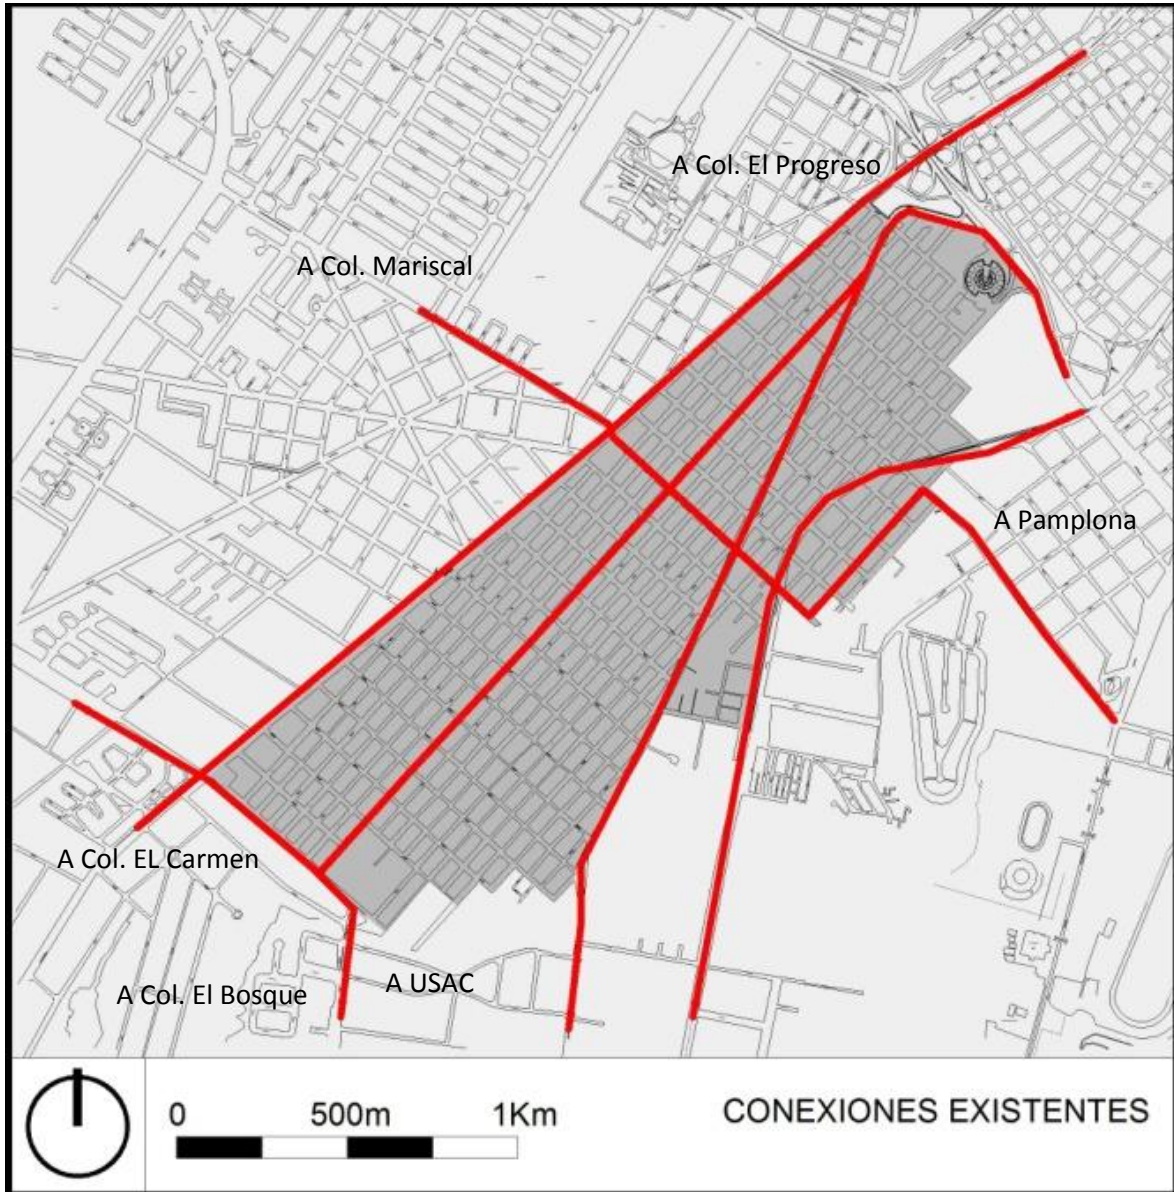 A Col. El Progreso
A Col. Mariscal
A Pamplona
A Col. EL Carmen
A Col. El Bosque
A USAC
0 500m 1Km
CONEXIONES EXISTENTES